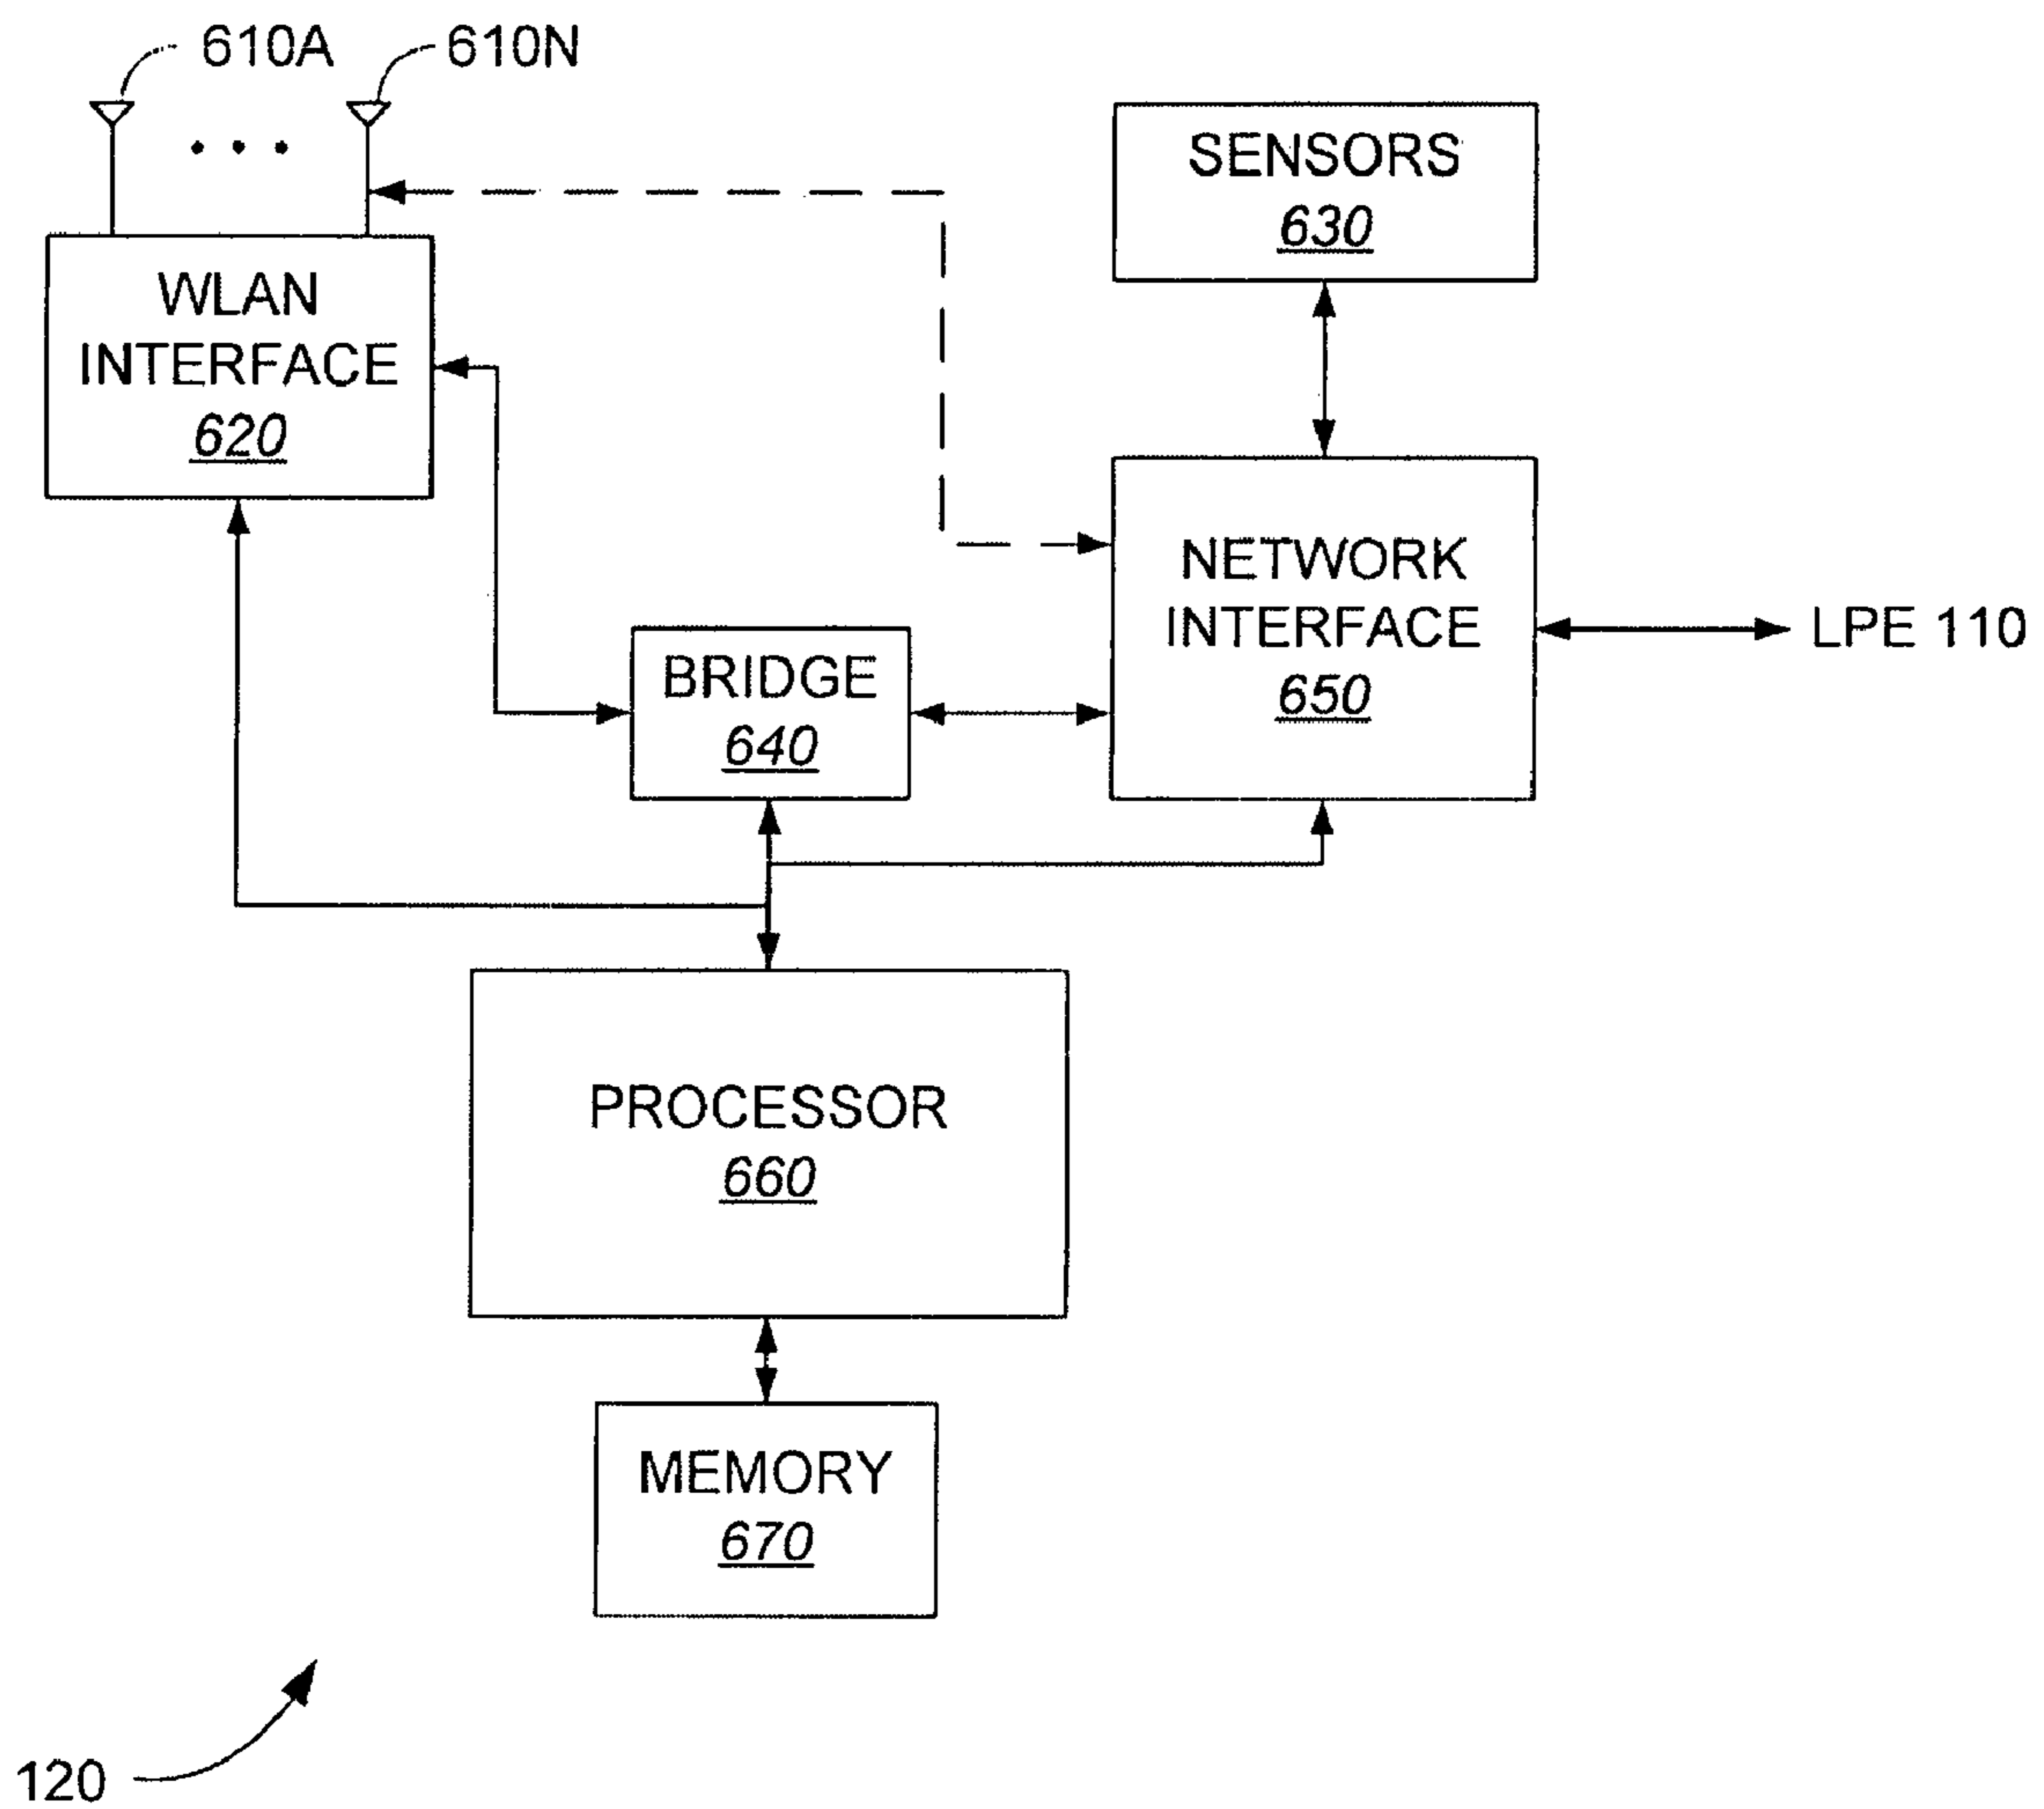 610A
610N
SENSORS
630
WLAN
INTERFACE
620
NETWORK
INTERFACE
650
LPE 110
BRIDGE
640
PROCESSOR
660
MEMORY
670
120